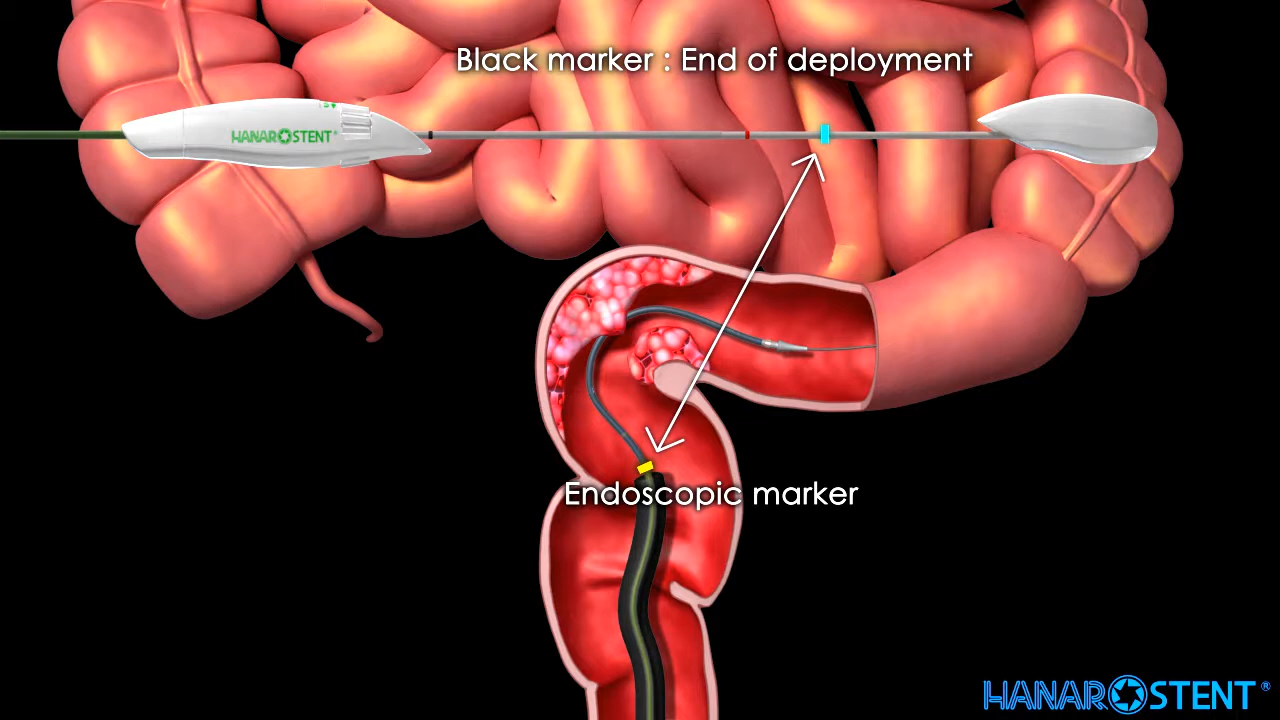 Black marker : End of deployment
HANAROSTENT®
Endoscopic marker
HANAROSTENT®